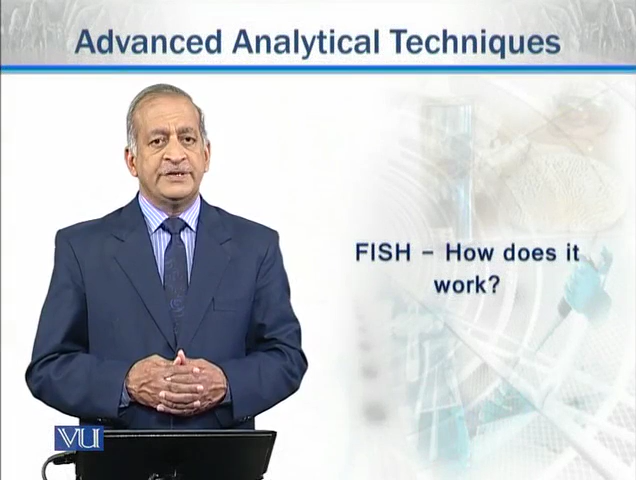 Advanced Analytical Techniques
FISH – How does it
work?
VU